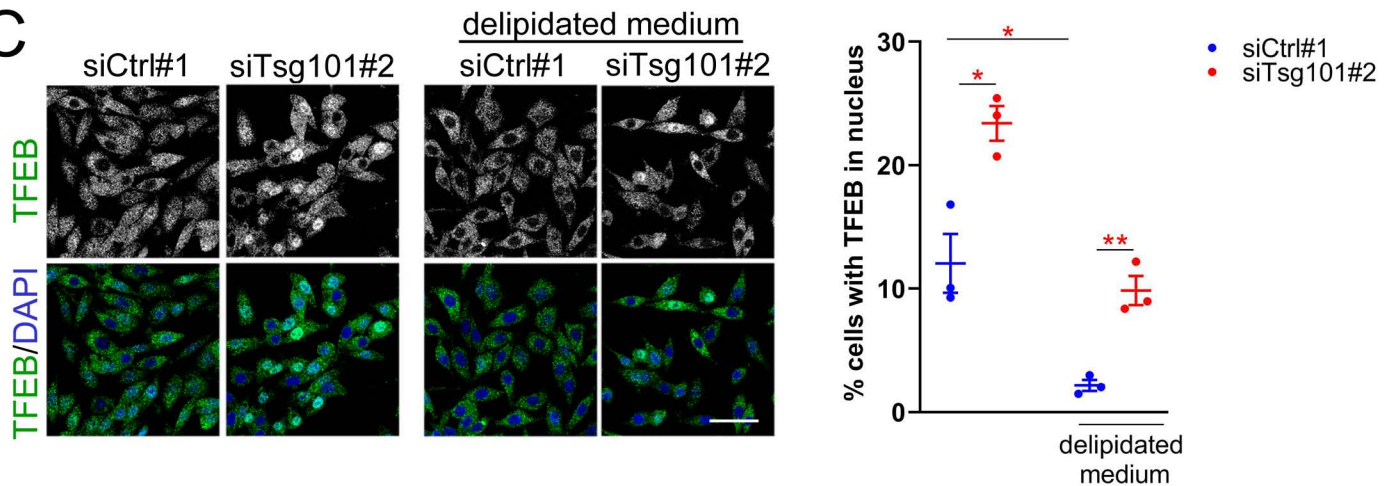 C
delipidated medium
siCtrl#1 siTsg101#2 siCtrl#1 siTsg101#2
TFEB
TFEB/DAPI
% cells with TFEB in nucleus
30
20
10
0
*
*
**
delipidated
medium
siCtrl#1
siTsg101#2